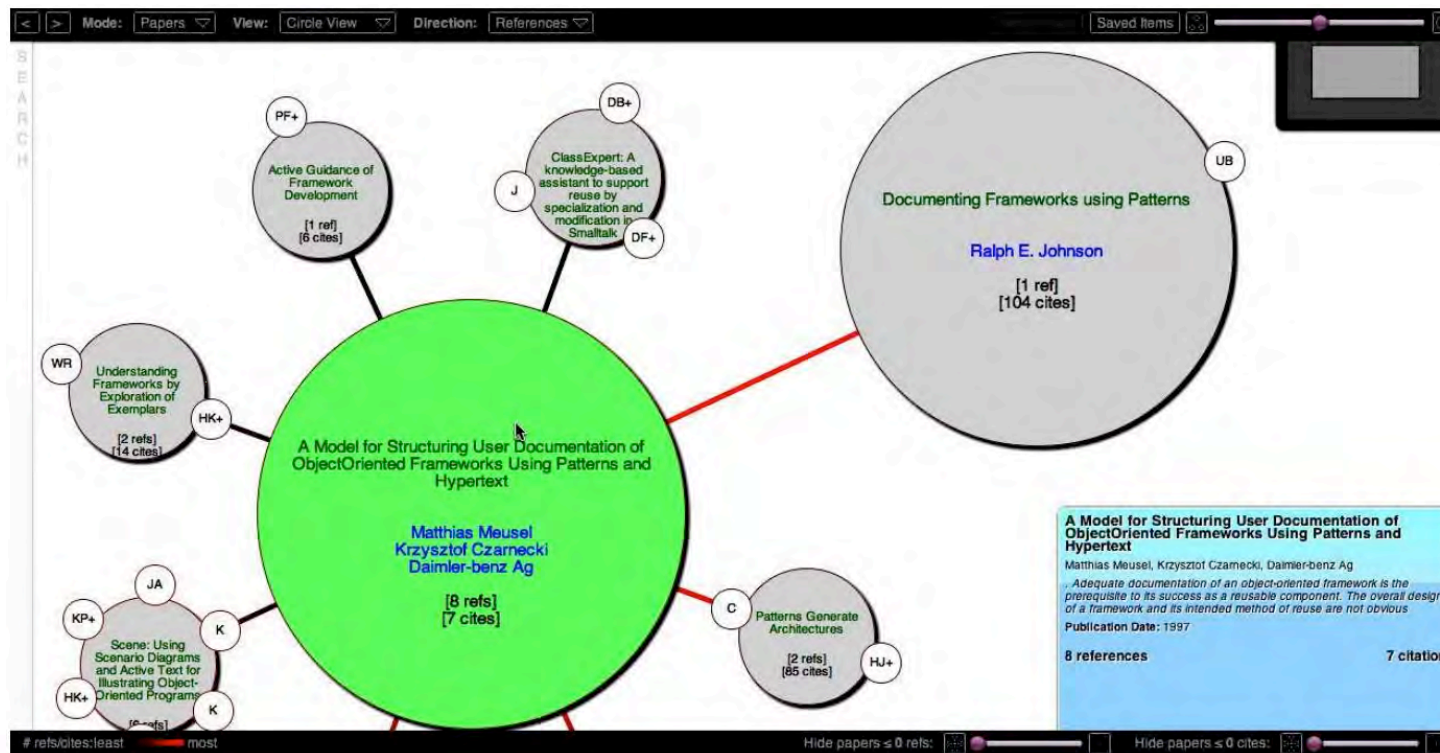 < > Mode: Papers View: Circle View Direction: References Saved Items
SEARCH
PF+
Active Guidance of
Framework
Development
[1 ref]
[6 cites]
DB+
J
ClassExpert: A
knowledge-based
assistant to support
reuse by
specialization and
modification in
Smalltalk
DF+
UB
Documenting Frameworks using Patterns
Ralph E. Johnson
[1 ref]
[104 cites]
WR
Understanding
Frameworks by
Exploration of
Exemplars
HK+
[2 refs]
[14 cites]
A Model for Structuring User Documentation of
ObjectOriented Frameworks Using Patterns and
Hypertext
Matthias Meusel
Krzysztof Czarnecki
Daimler-benz Ag
[8 refs]
[7 cites]
JA
KP+
K
Scene: Using
Scenario Diagrams
and Active Text for
Illustrating Object-
Oriented Programs
HK+
K
C
Patterns Generate
Architectures
[2 refs]
[85 cites]
HJ+
A Model for Structuring User Documentation of
ObjectOriented Frameworks Using Patterns and
Hypertext
Matthias Meusel, Krzysztof Czarnecki, Daimler-benz Ag
. Adequate documentation of an object-oriented framework is the
prerequisite to its success as a reusable component. The overall design
of a framework and its intended method of reuse are not obvious
Publication Date: 1997
8 references 7 citation
# refs/cites:least most Hide papers ≤ 0 refs: Hide papers ≤ 0 cites: